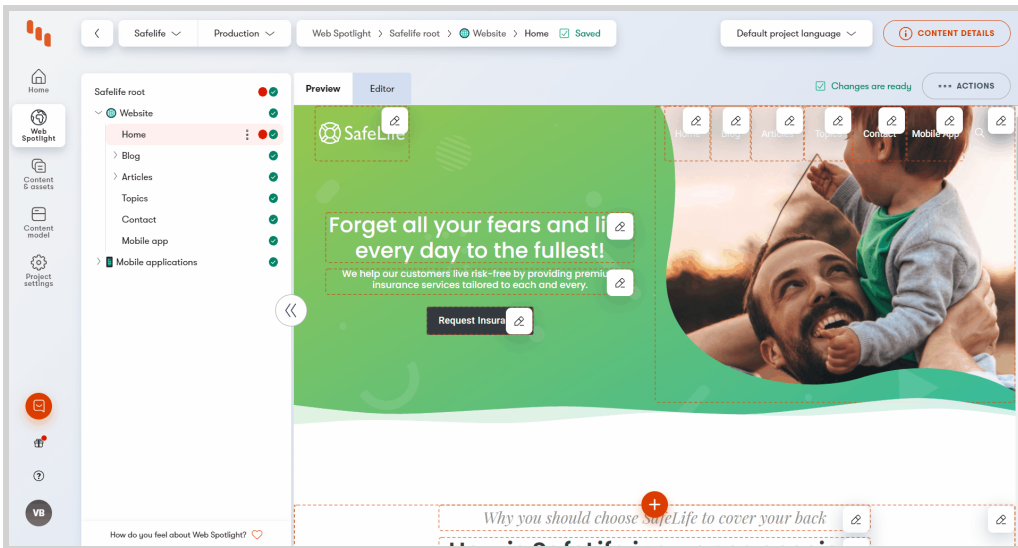 Safelife
Production
Web Spotlight > Safelife root > Website > Home
Saved
Default project language
CONTENT DETAILS
Home
Web
Spotlight
Content
& assets
Content
model
Project
settings
VB
Safelife root
Website
Home
Blog
Articles
Topics
Contact
Mobile app
Mobile applications
How do you feel about Web Spotlight?
Preview
Editor
Changes are ready
ACTIONS
SafeLife
Home
Blog
Articles
Topics
Contact
Mobile App
Forget all your fears and li
every day to the fullest!
We help our customers live risk-free by providing premiu
insurance services tailored to each and every.
Request Insura
Why you should choose SafeLife to cover your back